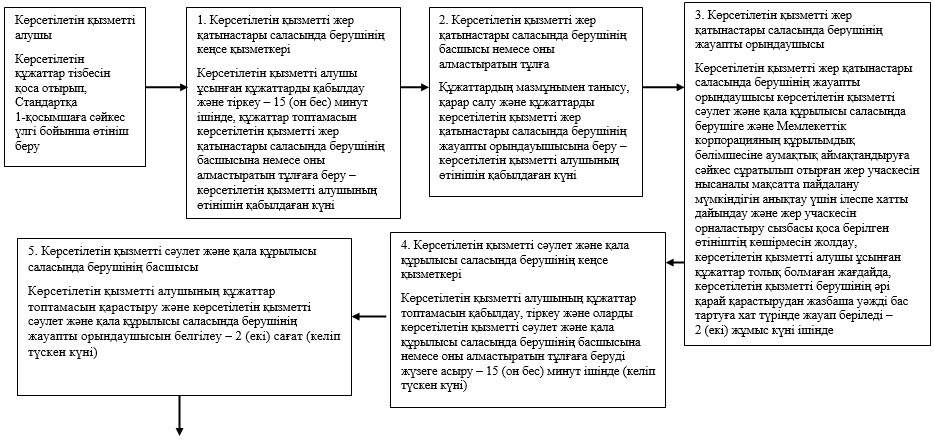 Көрсетілетін қызметті
алушы
Көрсетілетін
құжаттар тізбесін
қоса отырып,
Стандартқа
1-қосымшаға сәйкес
үлгі бойынша өтініш
беру
1. Көрсетілетін қызметті жер
қатынастары саласында берушінің
кеңсе қызметкері
Көрсетілетін қызметті алушы
ұсынған құжаттарды қабылдау
және тіркеу – 15 (он бес) минут
ішінде, құжаттар топтамасын
көрсетілетін қызметті жер
қатынастары саласында берушінің
басшысына немесе оны
алмастыратын тұлғаға беру –
көрсетілетін қызметті алушының
өтінішін қабылдаған күні
2. Көрсетілетін қызметті жер
қатынастары саласында берушінің
басшысы немесе оны
алмастыратын тұлға
Құжаттардың мазмұнымен танысу,
қарар салу және құжаттарды
көрсетілетін қызметті жер
қатынастары саласында берушінің
жауапты орындауышысына беру –
көрсетілетін қызметті алушының
өтінішін қабылдаған күні
3. Көрсетілетін қызметті жер
қатынастары саласында берушінің
жауапты орындаушысы
Көрсетілетін қызметті жер қатынастары
саласында берушінің жауапты
орындаушысы көрсетілетін қызметті
сәулет және қала құрылысы саласында
берушіге және Мемлекеттік
корпорацияның құрылымдық
бөлімшесіне аумақтық аймақтандыруға
сәйкес сұратылып отырған жер учаскесін
нысаналы мақсатта пайдалану
мүмкіндігін анықтау үшін ілеспе хатты
дайындау және жер учаскесін
орналастыру сызбасы қоса берілген
өтініштің көшірмесін жолдау,
көрсетілетін қызметті алушы ұсынған
құжаттар толық болмаған жағдайда,
көрсетілетін қызметті берушінің әрі
қарай қарастырудан жазбаша уәжді бас
тартуға хат түрінде жауап беріледі –
2 (екі) жұмыс күні ішінде
4. Көрсетілетін қызметті сәулет және қала
құрылысы саласында берушінің кеңсе
қызметкері
Көрсетілетін қызметті алушының құжаттар
топтамасын қабылдау, тіркеу және оларды
көрсетілетін қызметті сәулет және қала
құрылысы саласында берушінің басшысына
немесе оны алмастыратын тұлғаға беруді
жүзеге асыру – 15 (он бес) минут ішінде (келіп
түскен күні)
5. Көрсетілетін қызметті сәулет және қала құрылысы
саласында берушінің басшысы
Көрсетілетін қызметті алушының құжаттар
топтамасын қарастыру және көрсетілетін қызметті
сәулет және қала құрылысы саласында берушінің
жауапты орындаушысын белгілеу – 2 (екі) сағат (келіп
түскен күні)